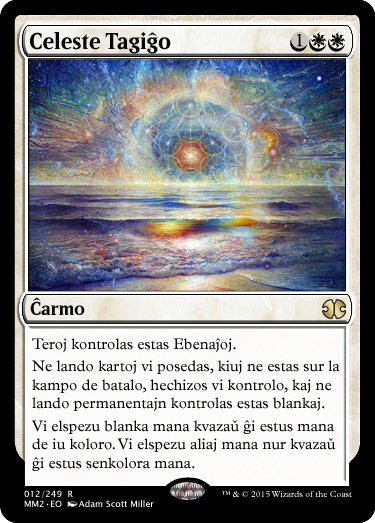 Celeste Tagiĝo 1
Ĉarmo
Teroj kontrolas estas Ebenaĵoj.
Ne lando kartoj vi posedas, kiuj ne estas sur la
kampo de batalo, hechizos vi kontrolo, kaj ne
lando permanentajn kontrolas estas blankaj.
Vi elspezu blanka mana kvazaŭ ĝi estus mana
de iu koloro. Vi elspezu aliaj mana nur kvazaŭ
ĝi estus senkolora mana.
012/249 R
MM2 • EO Adam Scott Miller
™ & © 2015 Wizards of the Coast